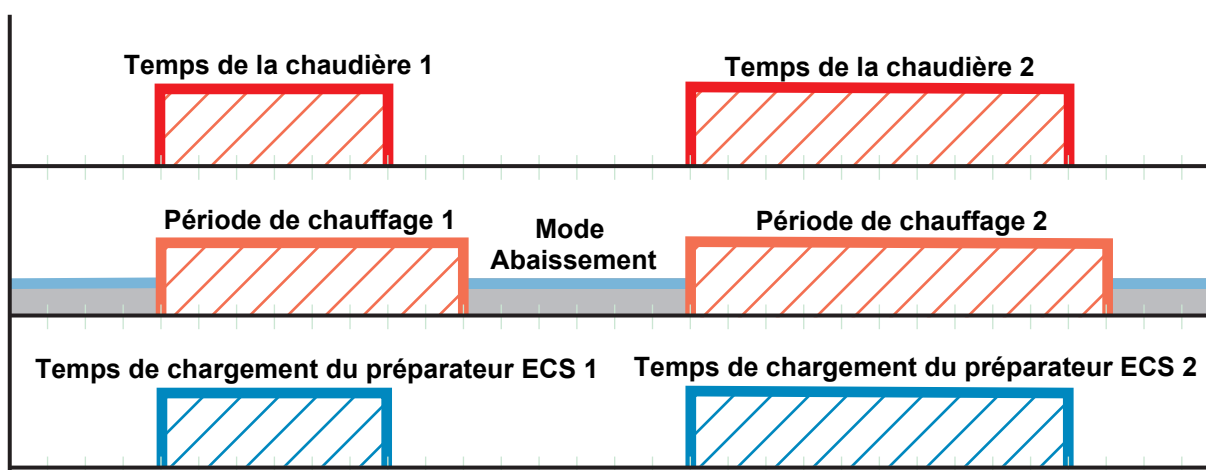 Temps de la chaudière 1
Temps de la chaudière 2
Période de chauffage 1
Mode
Abaissement
Période de chauffage 2
Temps de chargement du préparateur ECS 1
Temps de chargement du préparateur ECS 2